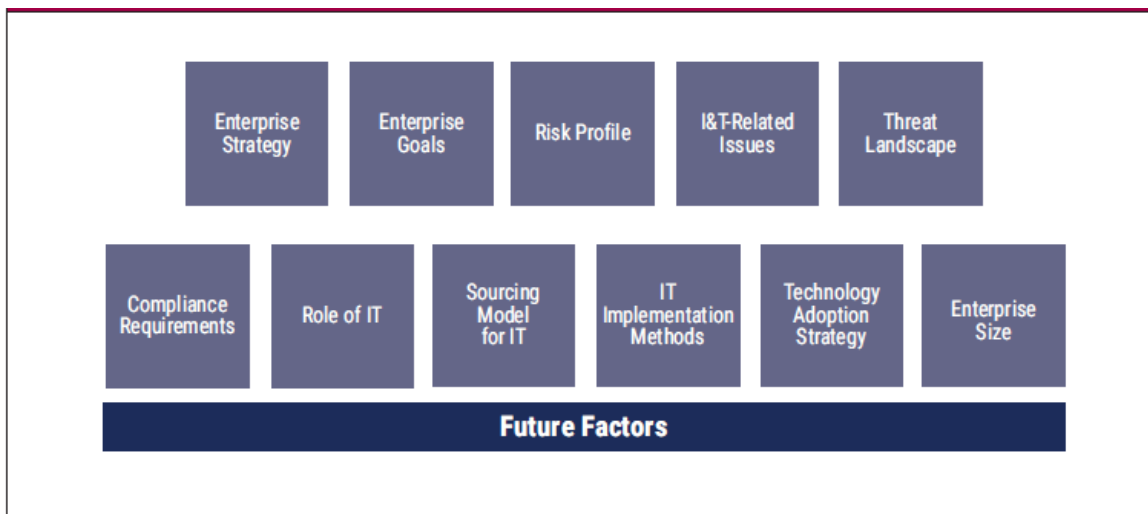 Enterprise
Strategy
Enterprise
Goals
Risk Profile
I&T-Related
Issues
Threat
Landscape
Compliance
Requirements
Role of IT
Sourcing
Model
for IT
IT
Implementation
Methods
Technology
Adoption
Strategy
Enterprise
Size
Future Factors